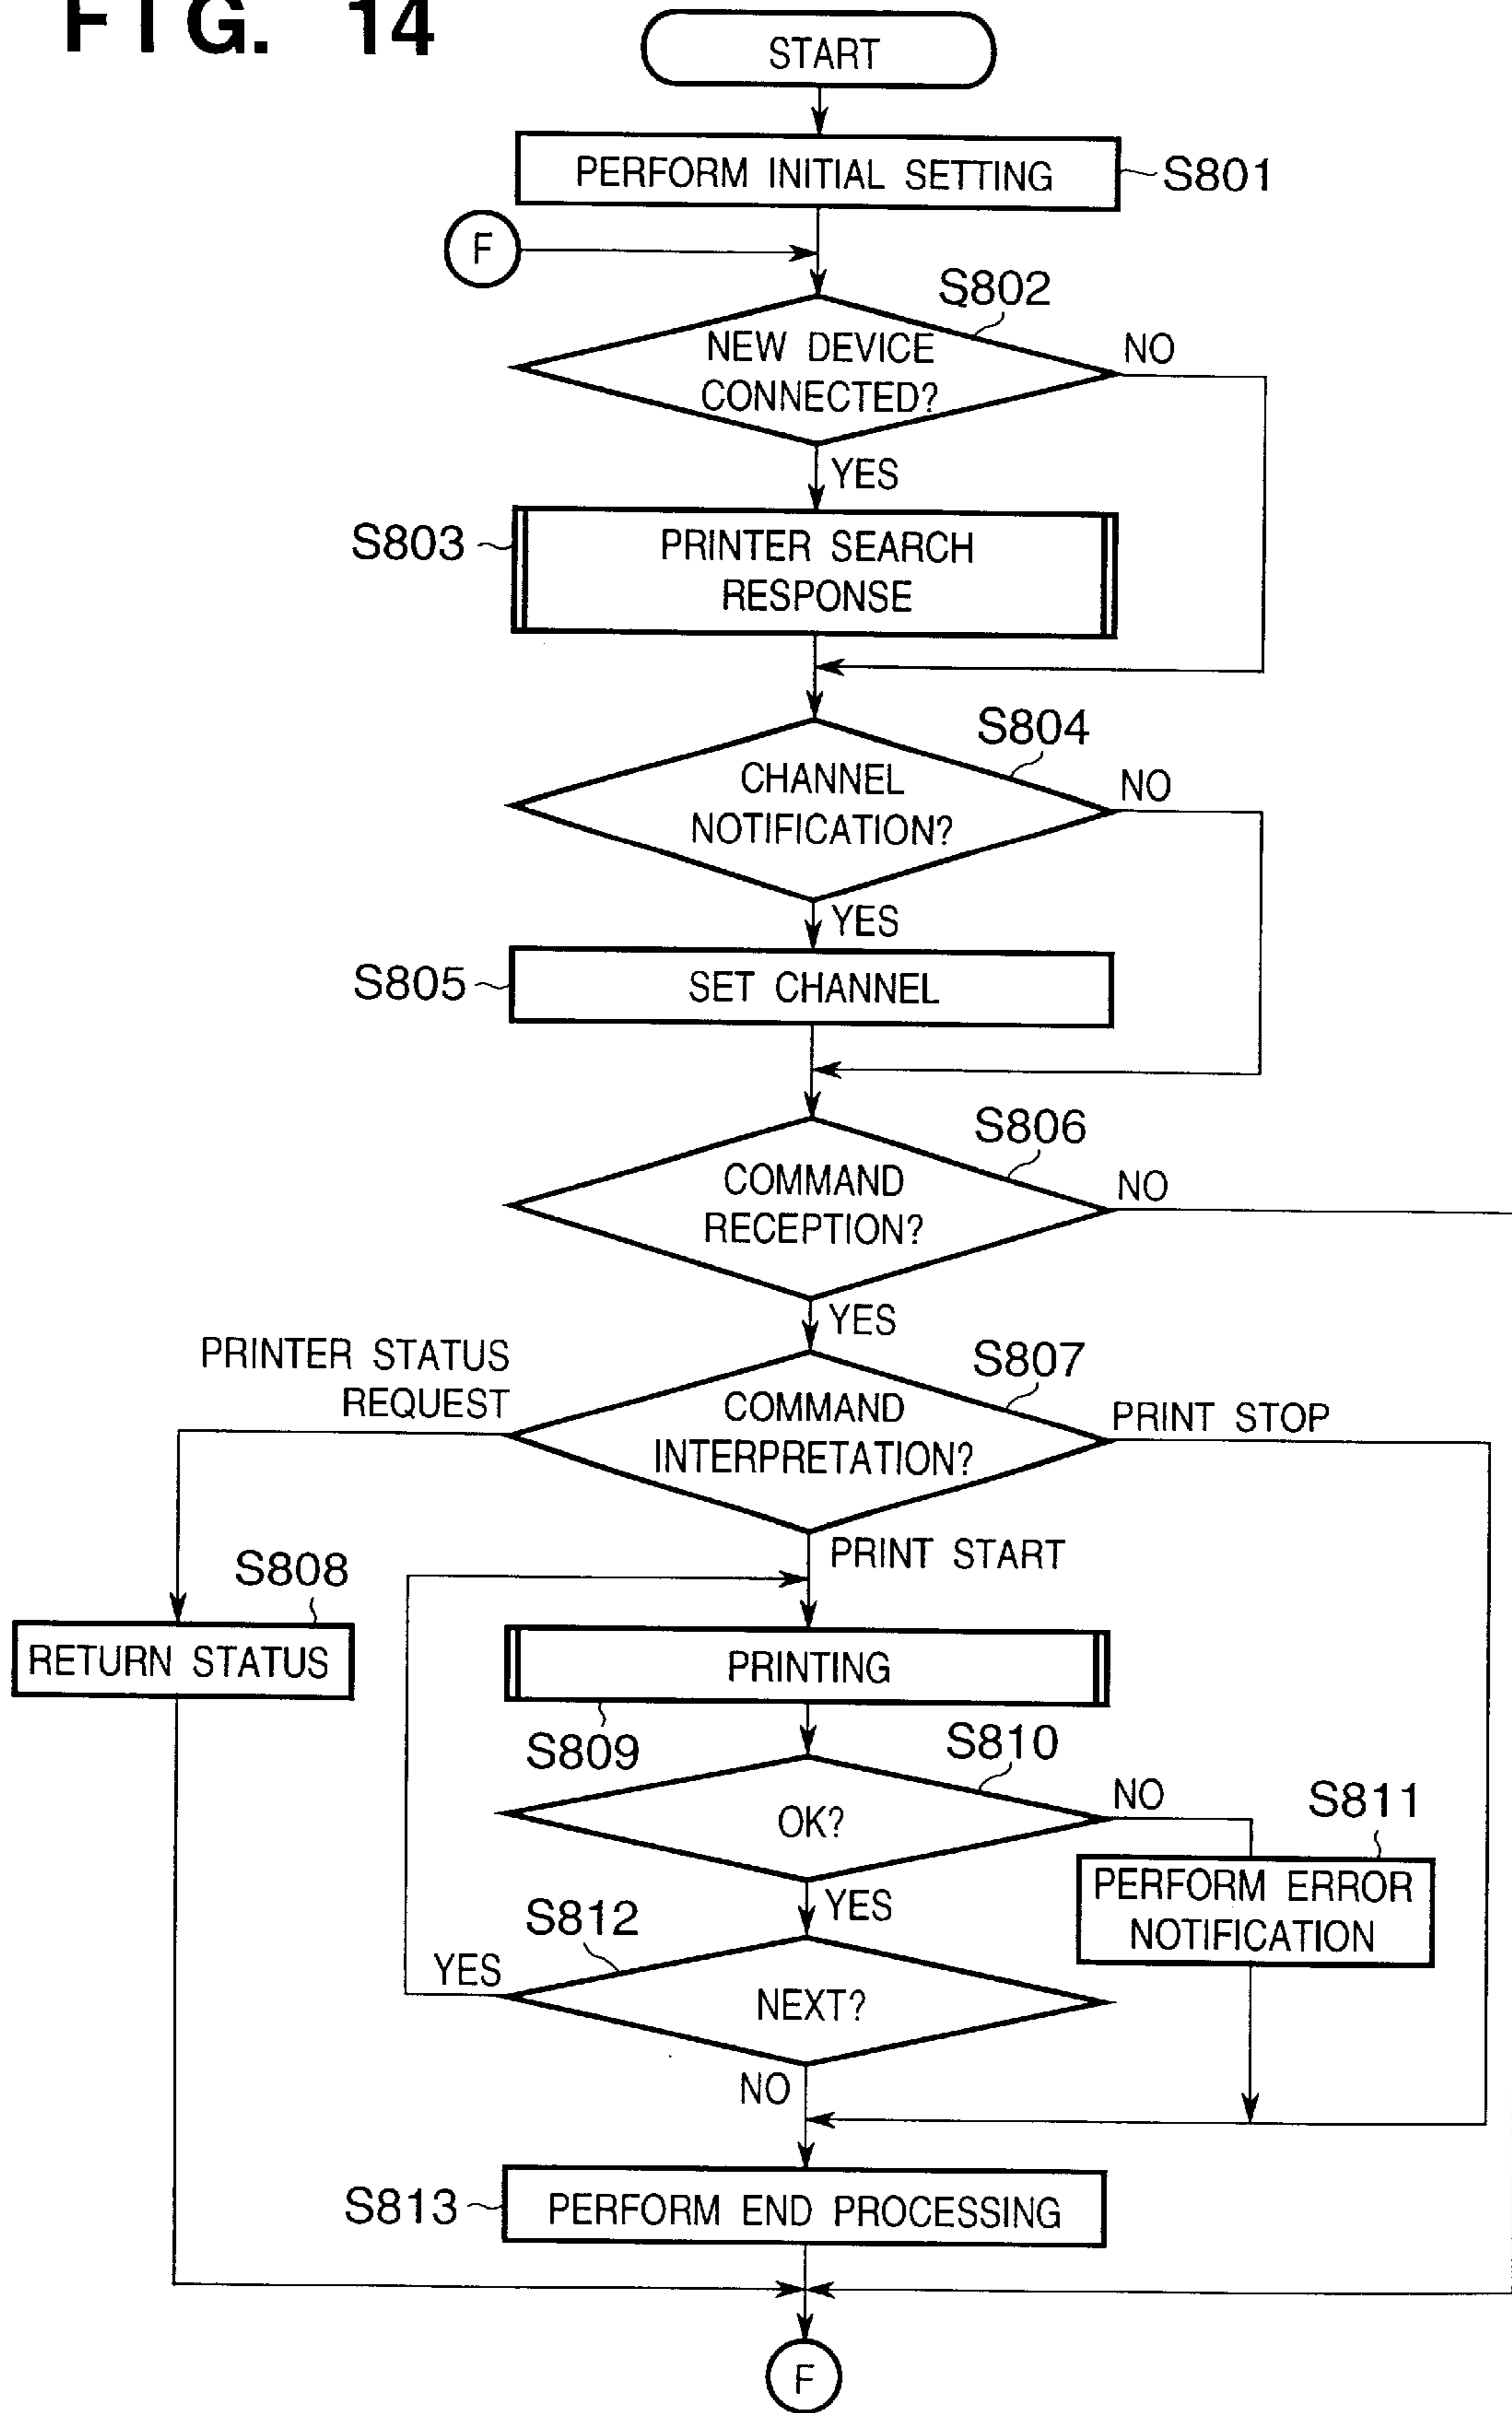 FIG. 14
START
PERFORM INITIAL SETTING
S801
F
S802
NEW DEVICE
CONNECTED?
NO
YES
S803
PRINTER SEARCH
RESPONSE
S804
CHANNEL
NOTIFICATION?
NO
YES
S805
SET CHANNEL
S806
COMMAND
RECEPTION?
NO
YES
PRINTER STATUS
REQUEST
S807
COMMAND
INTERPRETATION?
PRINT STOP
PRINT START
S808
RETURN STATUS
PRINTING
S809
S810
OK?
NO
S811
PERFORM ERROR
NOTIFICATION
YES
S812
YES
NEXT?
NO
S813
PERFORM END PROCESSING
F